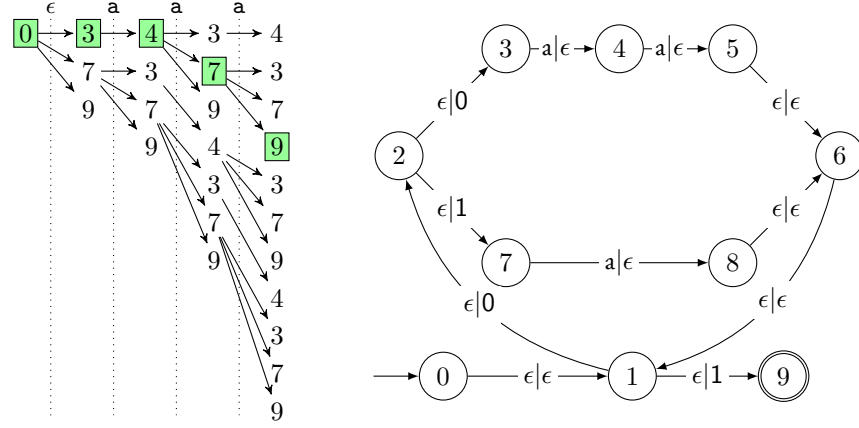 ϵ a a a
0 3 4 3 4
7 3 7 3
9 7 9 7
9 4 9
3 3
7 7
9 9
4
3
7
9
3 a|ϵ 4 a|ϵ 5
ϵ|0 ϵ|ϵ
2 6
ϵ|1 ϵ|ϵ
7 a|ϵ 8
ϵ|0 ϵ|ϵ
0 ϵ|ϵ 1 ϵ|1 9